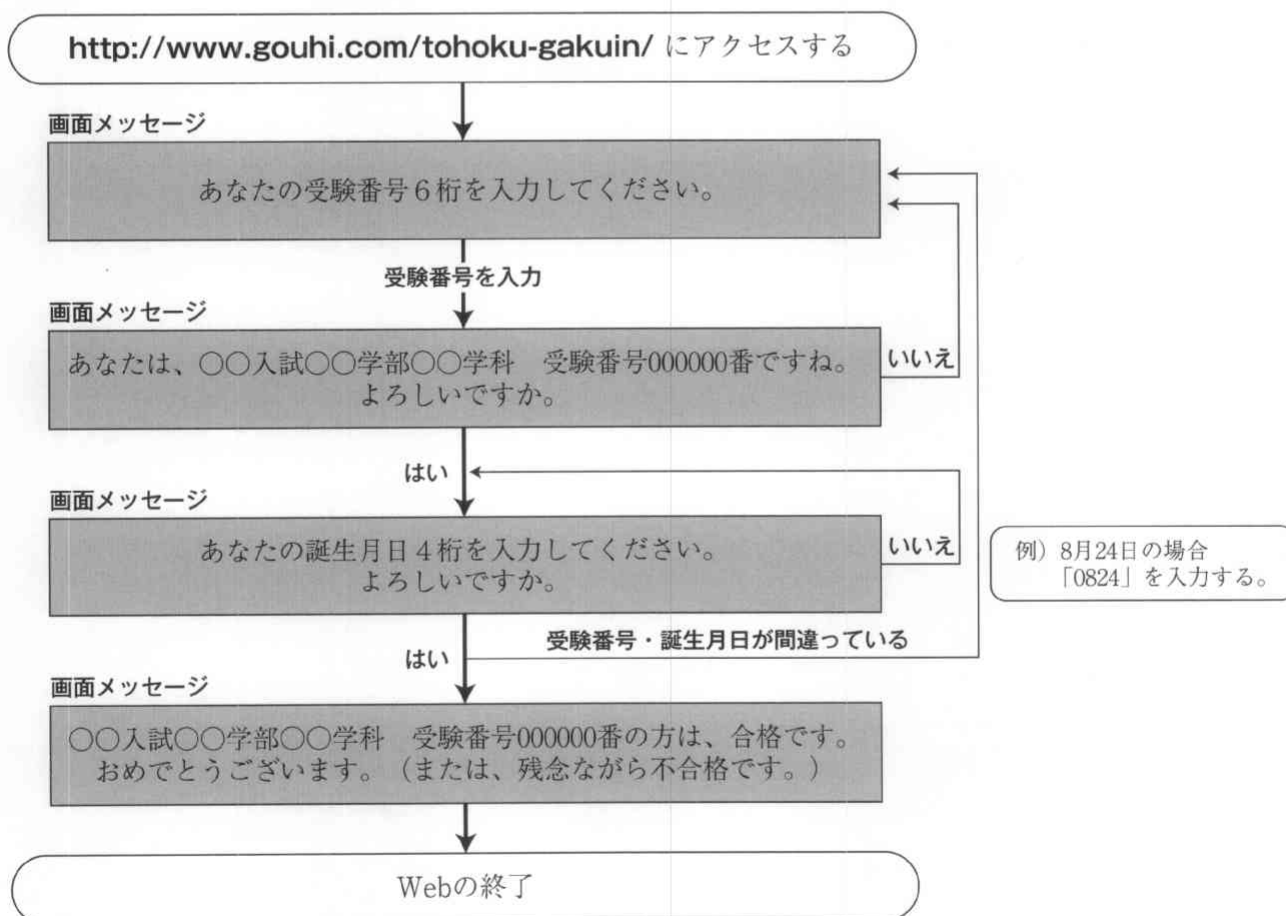 http://www.gouhi.com/tohoku-gakuin/ にアクセスする
画面メッセージ
あなたの受験番号6桁を入力してください。
受験番号を入力
画面メッセージ
あなたは、○○入試○○学部○○学科　受験番号000000番ですね。
よろしいですか。
いいえ
はい
画面メッセージ
あなたの誕生月日4桁を入力してください。
よろしいですか。
いいえ
例）8月24日の場合
「0824」を入力する。
受験番号・誕生月日が間違っている
はい
画面メッセージ
○○入試○○学部○○学科　受験番号000000番の方は、合格です。
おめでとうございます。（または、残念ながら不合格です。）
Webの終了